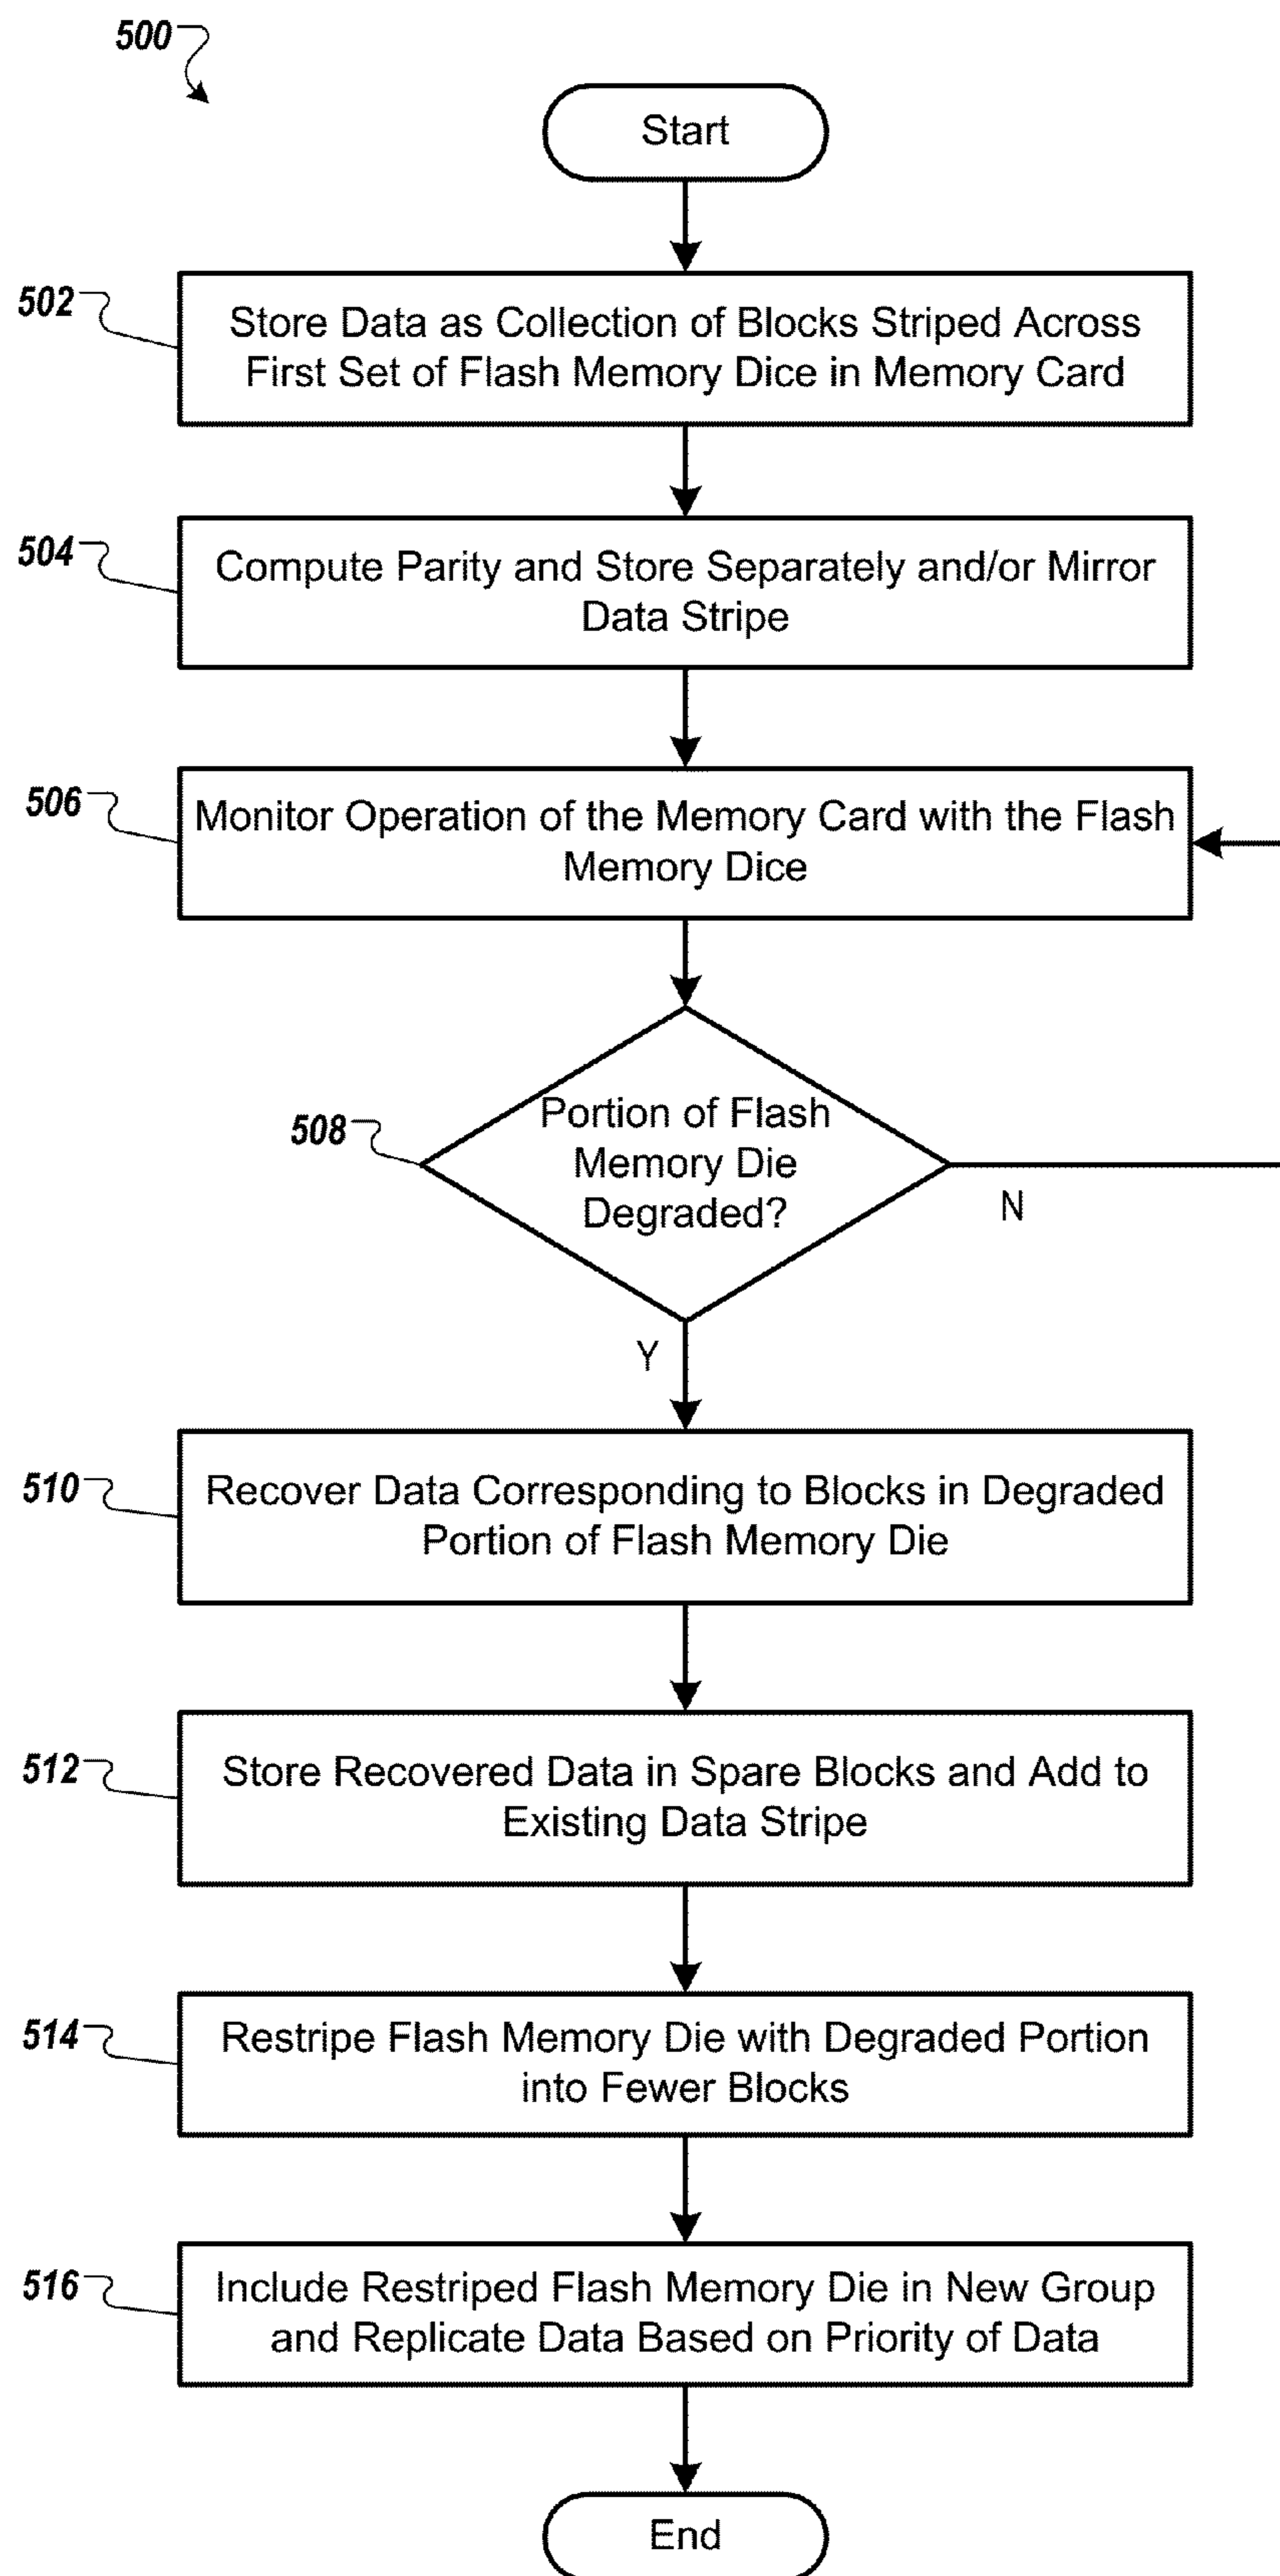 500
Start
502
Store Data as Collection of Blocks Striped Across
First Set of Flash Memory Dice in Memory Card
504
Compute Parity and Store Separately and/or Mirror
Data Stripe
506
Monitor Operation of the Memory Card with the Flash
Memory Dice
508
Portion of Flash
Memory Die
Degraded?
N
Y
510
Recover Data Corresponding to Blocks in Degraded
Portion of Flash Memory Die
512
Store Recovered Data in Spare Blocks and Add to
Existing Data Stripe
514
Restripe Flash Memory Die with Degraded Portion
into Fewer Blocks
516
Include Restriped Flash Memory Die in New Group
and Replicate Data Based on Priority of Data
End